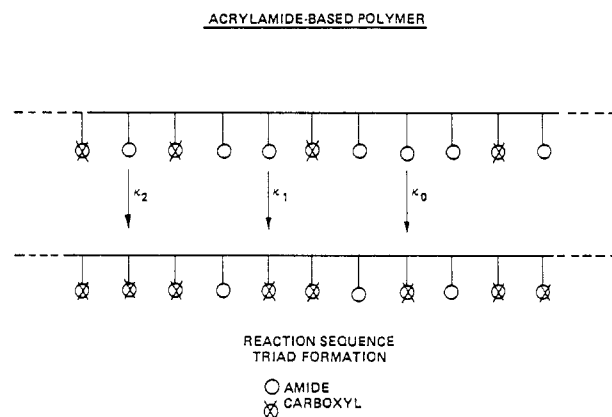 ACRYLAMIDE-BASED POLYMER
κ2
κ1
κ0
REACTION SEQUENCE
TRIAD FORMATION
AMIDE
CARBOXYL